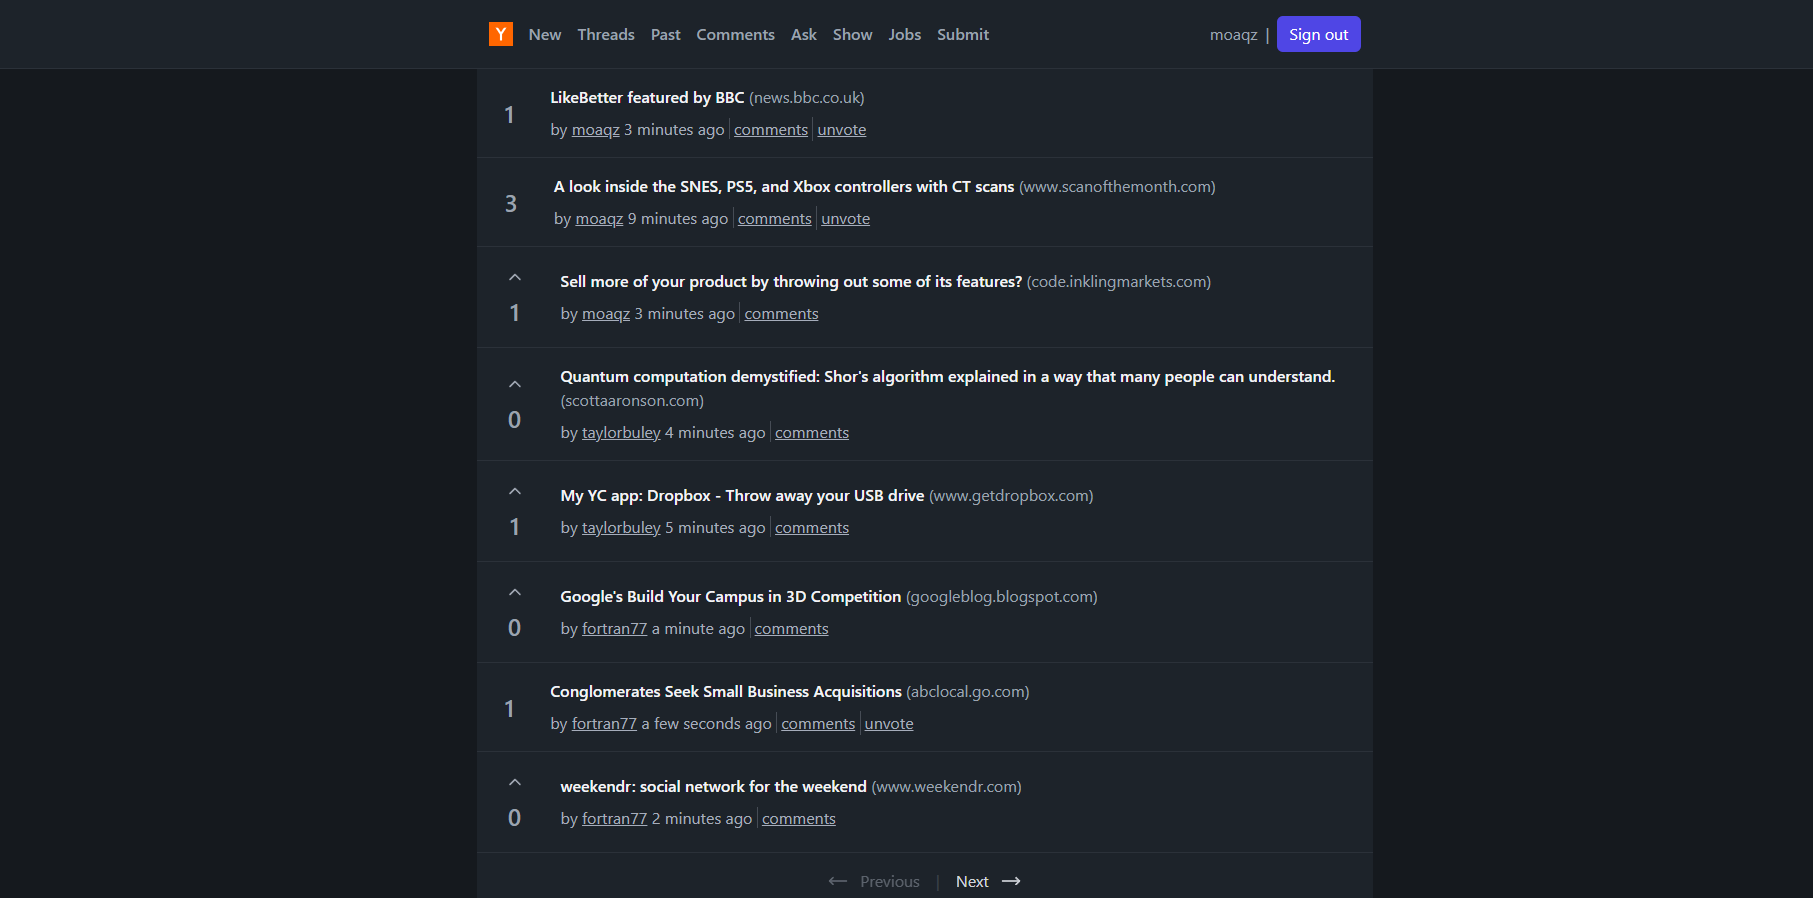 Y New Threads Past Comments Ask Show Jobs Submit moaqz | Sign out
LikeBetter featured by BBC (news.bbc.co.uk)
1
by moaqz 3 minutes ago | comments | unvote
A look inside the SNES, PS5, and Xbox controllers with CT scans (www.scanofthemonth.com)
3
by moaqz 9 minutes ago | comments | unvote
Sell more of your product by throwing out some of its features? (code.inklingmarkets.com)
1 by moaqz 3 minutes ago | comments
Quantum computation demystified: Shor's algorithm explained in a way that many people can understand.
(scottaaronson.com)
0
by taylorbuley 4 minutes ago | comments
My YC app: Dropbox - Throw away your USB drive (www.getdropbox.com)
1 by taylorbuley 5 minutes ago | comments
Google's Build Your Campus in 3D Competition (googleblog.blogspot.com)
0 by fortran77 a minute ago | comments
Conglomerates Seek Small Business Acquisitions (abclocal.go.com)
1
by fortran77 a few seconds ago | comments | unvote
weekendr: social network for the weekend (www.weekendr.com)
0 by fortran77 2 minutes ago | comments
← Previous | Next →